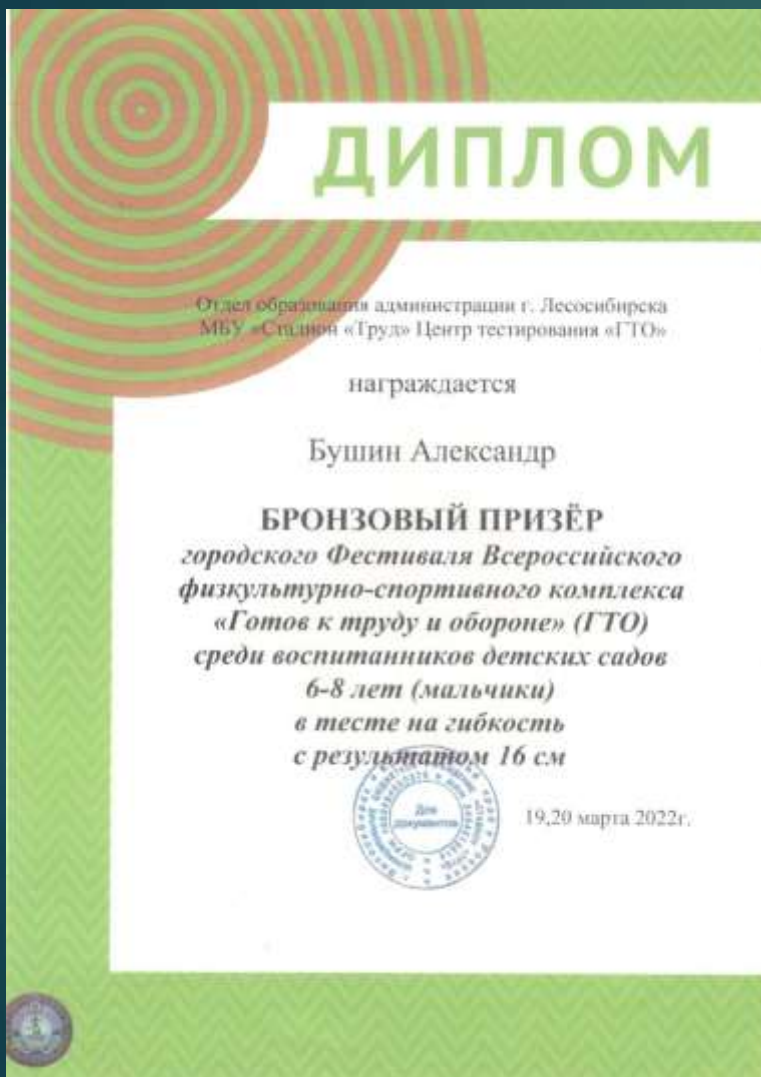 ДИПЛОМ
Отдел образования администрации г. Лесосибирска
МБУ «Стадион «Труд» Центр тестирования «ГТО»
награждается
Бушин Александр
БРОНЗОВЫЙ ПРИЗЁР
городского Фестиваля Всероссийского
физкультурно-спортивного комплекса
«Готов к труду и обороне» (ГТО)
среди воспитанников детских садов
6-8 лет (мальчики)
в тесте на гибкость
с результатом 16 см
Для
документов
19,20 марта 2022г.